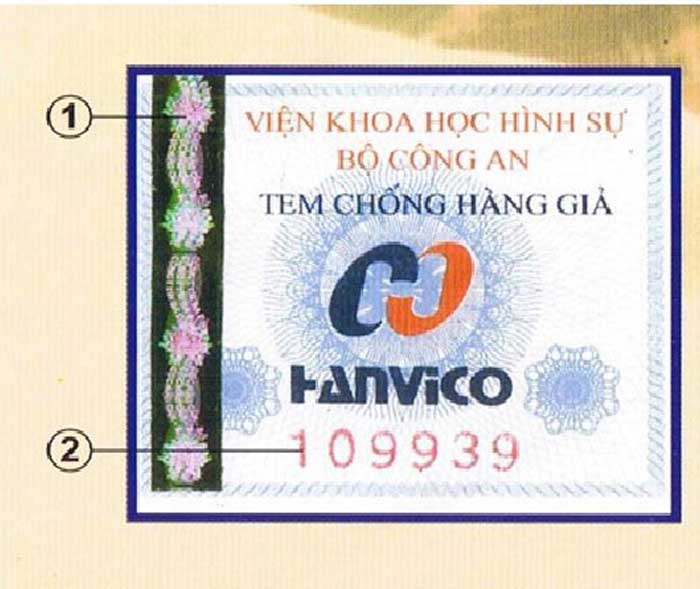 1
VIỆN KHOA HỌC HÌNH SỰ
BỘ CÔNG AN
TEM CHỐNG HÀNG GIẢ
HANVICO
2
109939